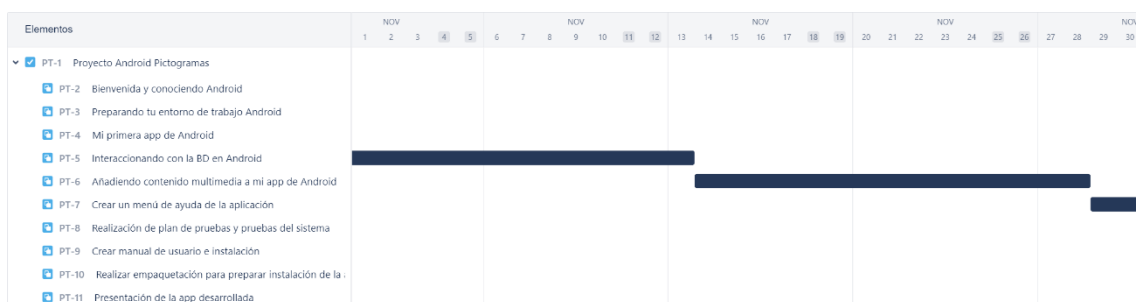 Elementos
NOV NOV NOV NOV NOV
1 2 3 4 5 6 7 8 9 10 11 12 13 14 15 16 17 18 19 20 21 22 23 24 25 26 27 28 29 30
PT-1 Proyecto Android Pictogramas
PT-2 Bienvenida y conociendo Android
PT-3 Preparando tu entorno de trabajo Android
PT-4 Mi primera app de Android
PT-5 Interaccionando con la BD en Android
PT-6 Añadiendo contenido multimedia a mi app de Android
PT-7 Crear un menú de ayuda de la aplicación
PT-8 Realización de plan de pruebas y pruebas del sistema
PT-9 Crear manual de usuario e instalación
PT-10 Realizar empaquetación para preparar instalación de la
PT-11 Presentación de la app desarrollada